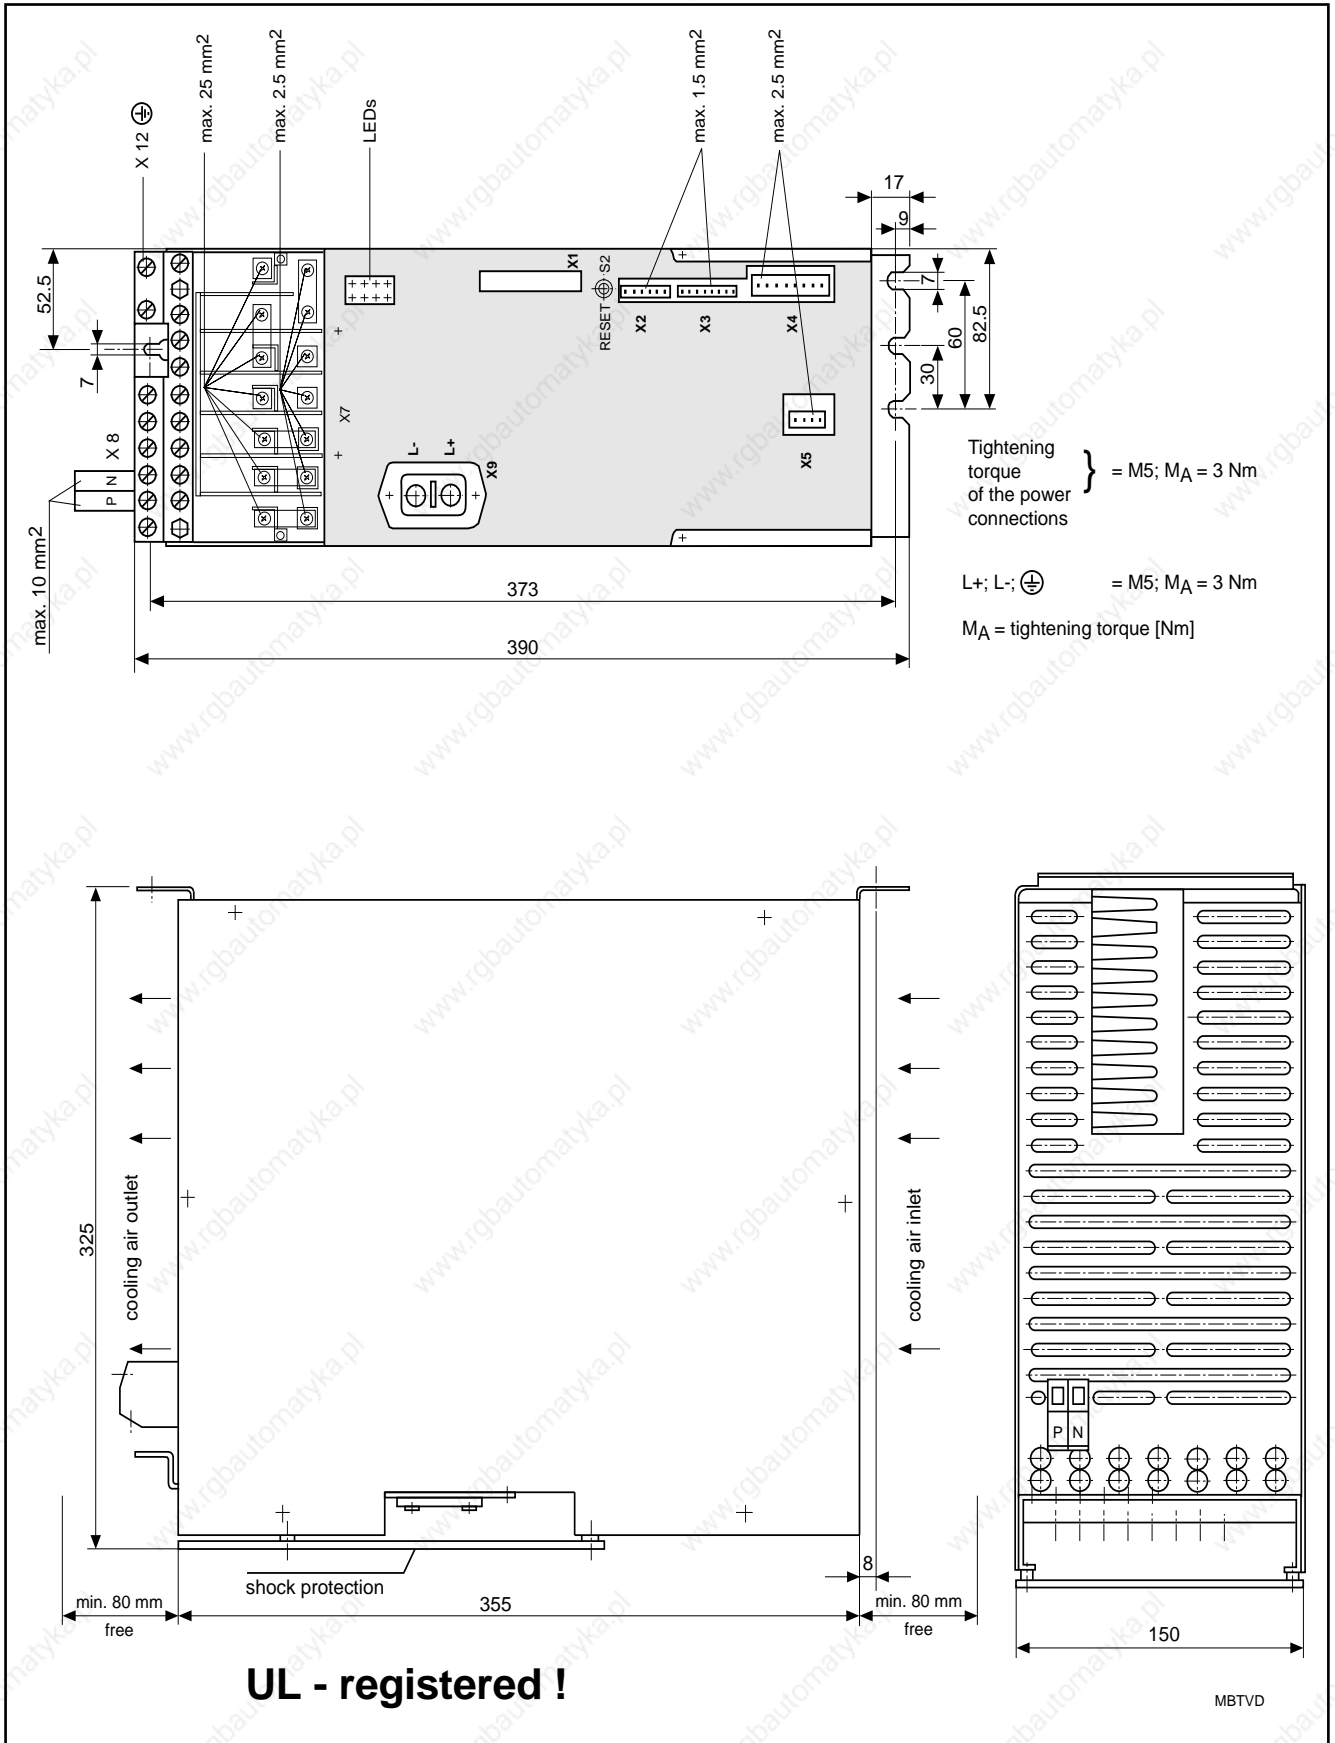 X 12
max. 25 mm2
max. 2.5 mm2
LEDs
max. 1.5 mm2
max. 2.5 mm2
17
9
52.5
7
X1
RESET
S2
X2
X3
X4
7
60
82.5
30
X7
X 8
N
P
L-
L+
X9
X5
max. 10 mm2
Tightening
torque
of the power
connections
} = M5; MA = 3 Nm
373
L+; L-; = M5; MA = 3 Nm
MA = tightening torque [Nm]
390
325
cooling air outlet
cooling air inlet
P N
8
shock protection
min. 80 mm
free
355
min. 80 mm
free
150
UL - registered !
MBTVD
www.rgbautomatyka.pl